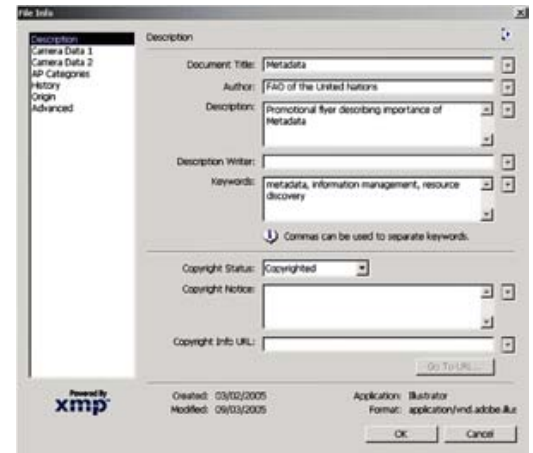 File Info
Description
Camera Data 1
Camera Data 2
AP Categories
History
Origin
Advanced
Description
Document Title: Metadata
Author: FAO of the United Nations
Description: Promotional flyer describing importance of
Metadata
Description Writer:
Keywords: metadata, information management, resource
discovery
Commas can be used to separate keywords.
Copyright Status: Copyrighted
Copyright Notice:
Copyright Info URL:
Go To URL...
Powered By
xmp
Created: 03/02/2005
Modified: 09/03/2005
Application: Illustrator
Format: application/vnd.adobe.illus
OK
Cancel